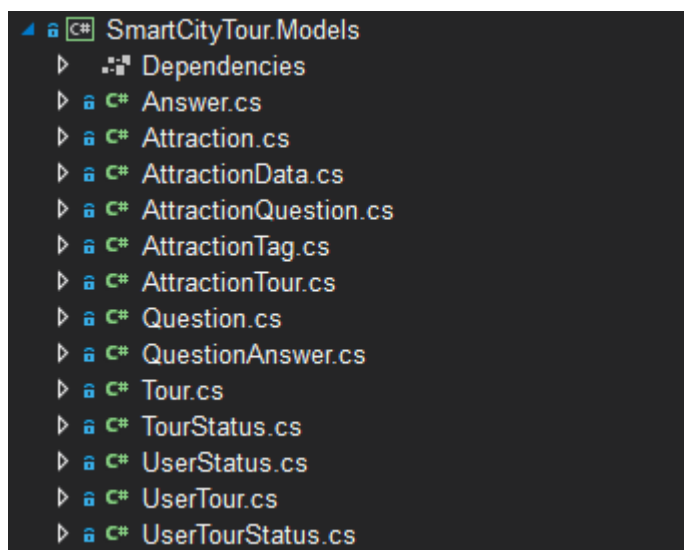 C# SmartCityTour.Models
Dependencies
C# Answer.cs
C# Attraction.cs
C# AttractionData.cs
C# AttractionQuestion.cs
C# AttractionTag.cs
C# AttractionTour.cs
C# Question.cs
C# QuestionAnswer.cs
C# Tour.cs
C# TourStatus.cs
C# UserStatus.cs
C# UserTour.cs
C# UserTourStatus.cs